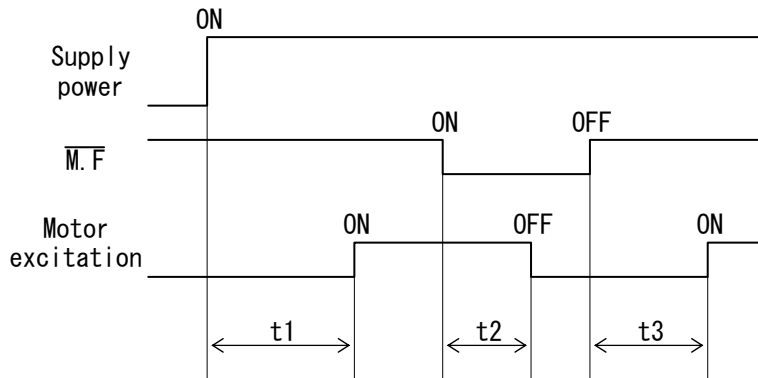 ON
Supply
power
ON OFF
M.F
Motor
excitation
ON OFF ON
t1 t2 t3